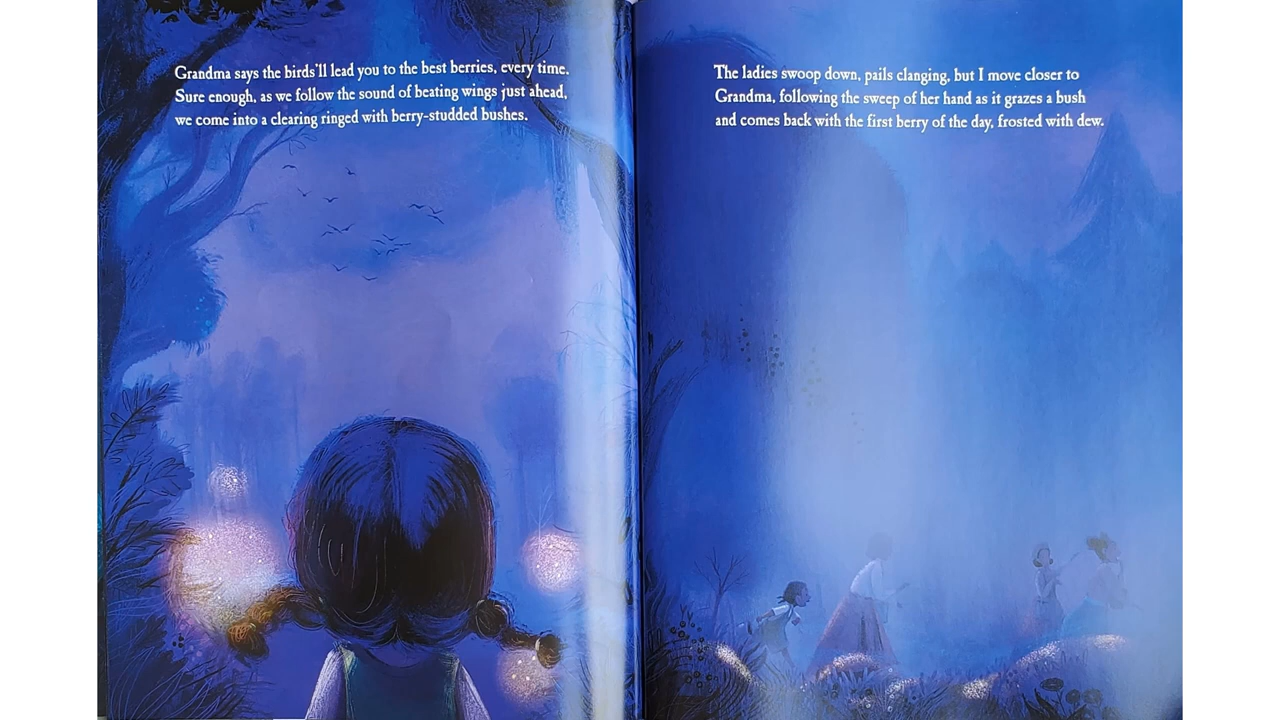 Grandma says the birds'll lead you to the best berries, every time.
Sure enough, as we follow the sound of beating wings just ahead,
we come into a clearing ringed with berry-studded bushes.
The ladies swoop down, pails clanging, but I move closer to
Grandma, following the sweep of her hand as it grazes a bush
and comes back with the first berry of the day, frosted with dew.